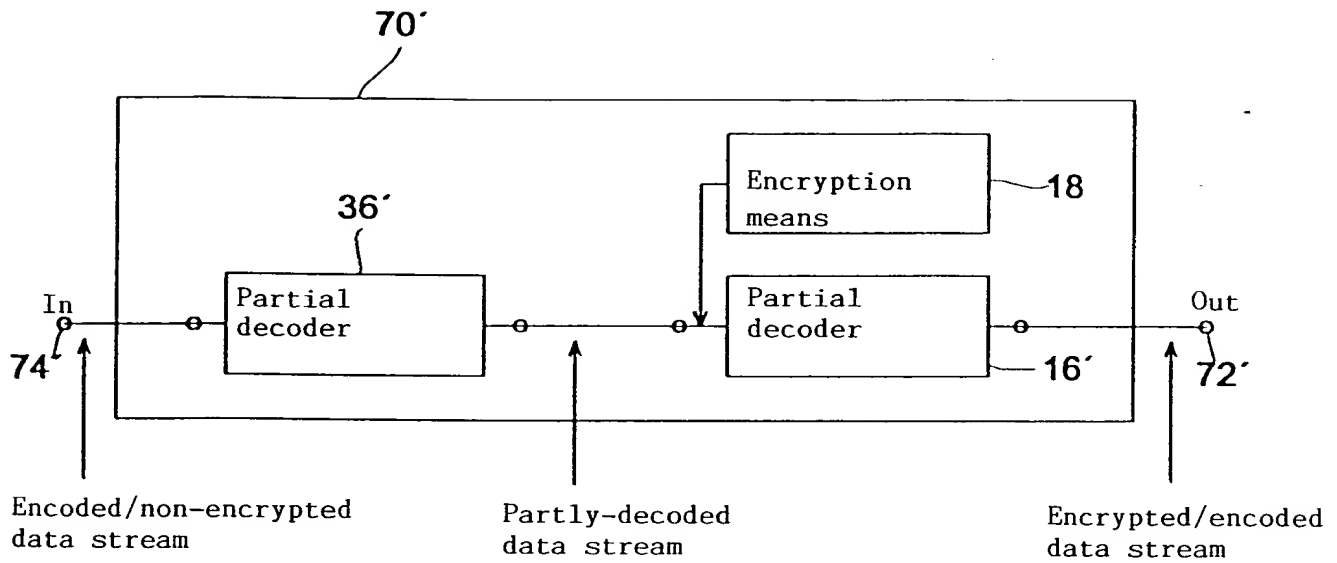 70´
Encryption
means
18
36´
In
Partial
decoder
Partial
decoder
Out
74´
16´
72´
Encoded/non-encrypted
data stream
Partly-decoded
data stream
Encrypted/encoded
data stream